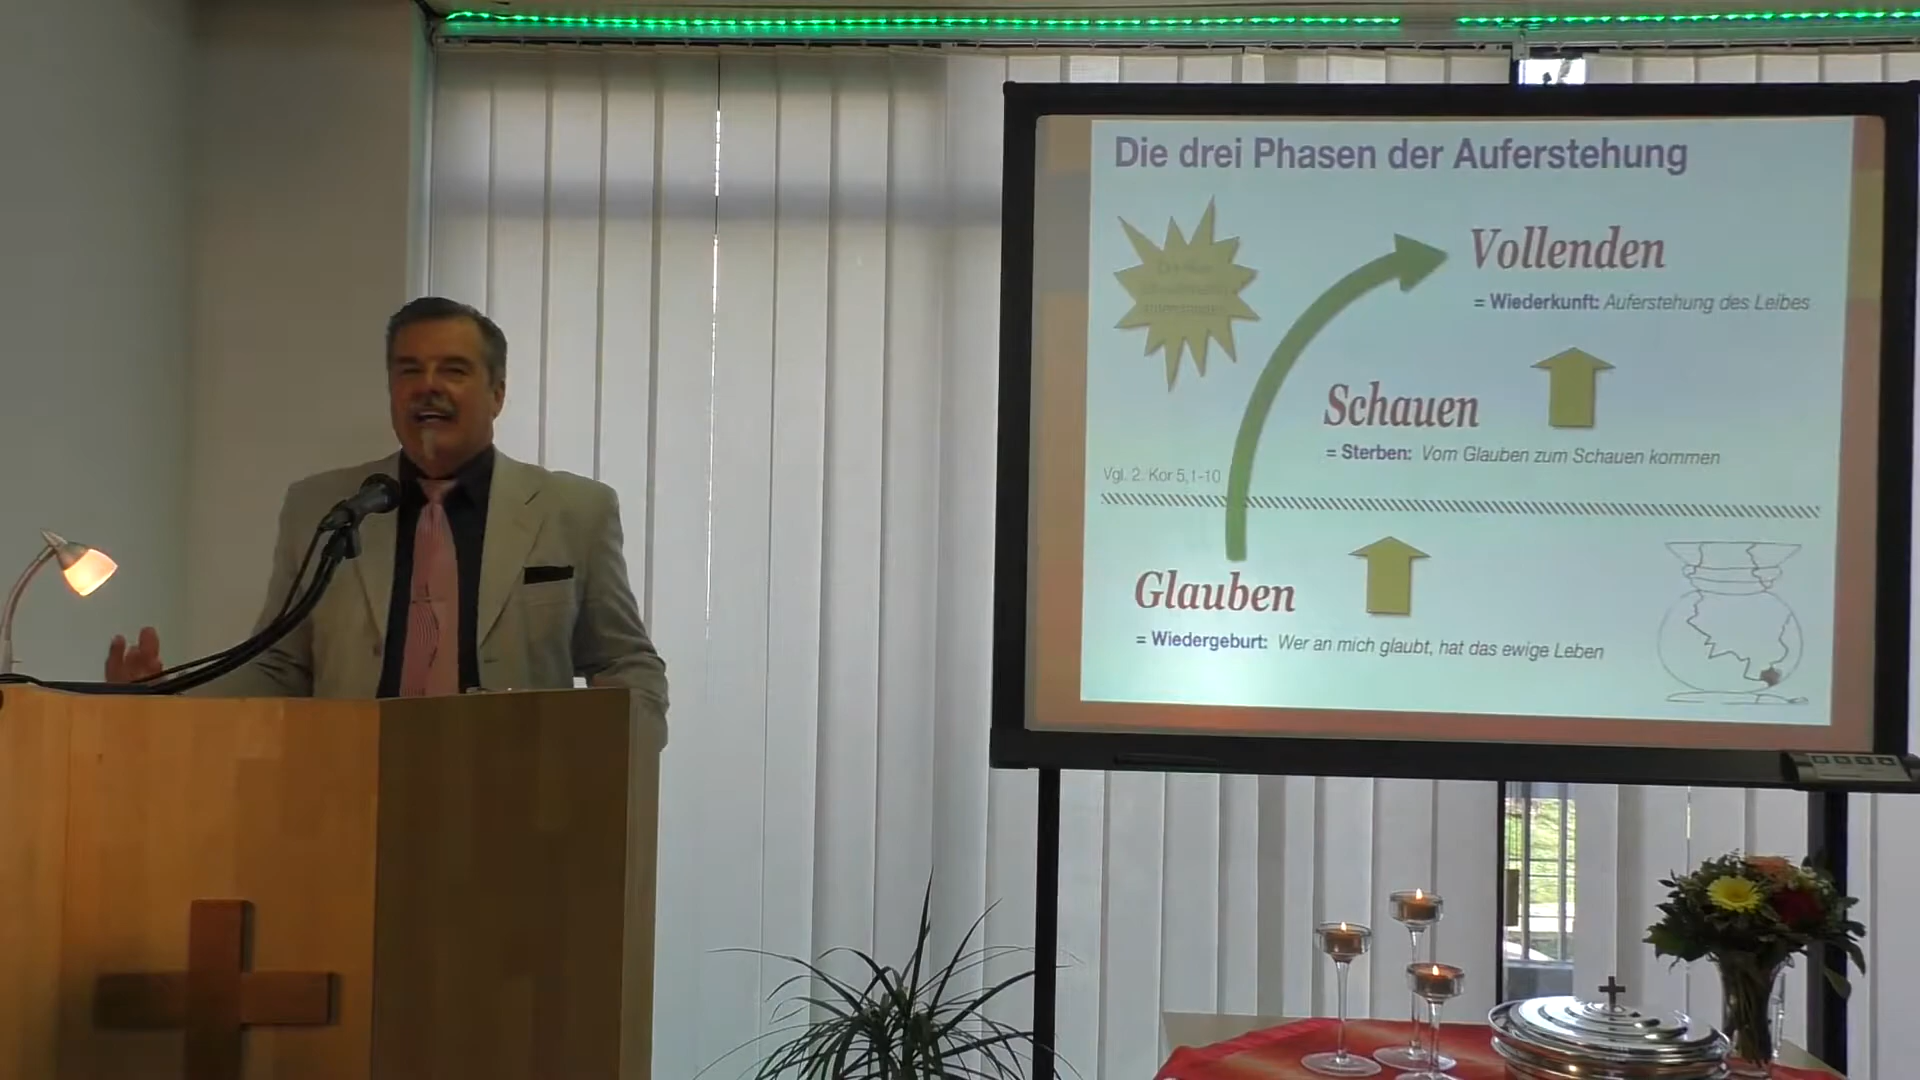 Die drei Phasen der Auferstehung
Vollenden
= Wiederkunft: Auferstehung des Leibes
Schauen
= Sterben: Vom Glauben zum Schauen kommen
Vgl. 2. Kor 5,1-10
Glauben
= Wiedergeburt: Wer an mich glaubt, hat das ewige Leben